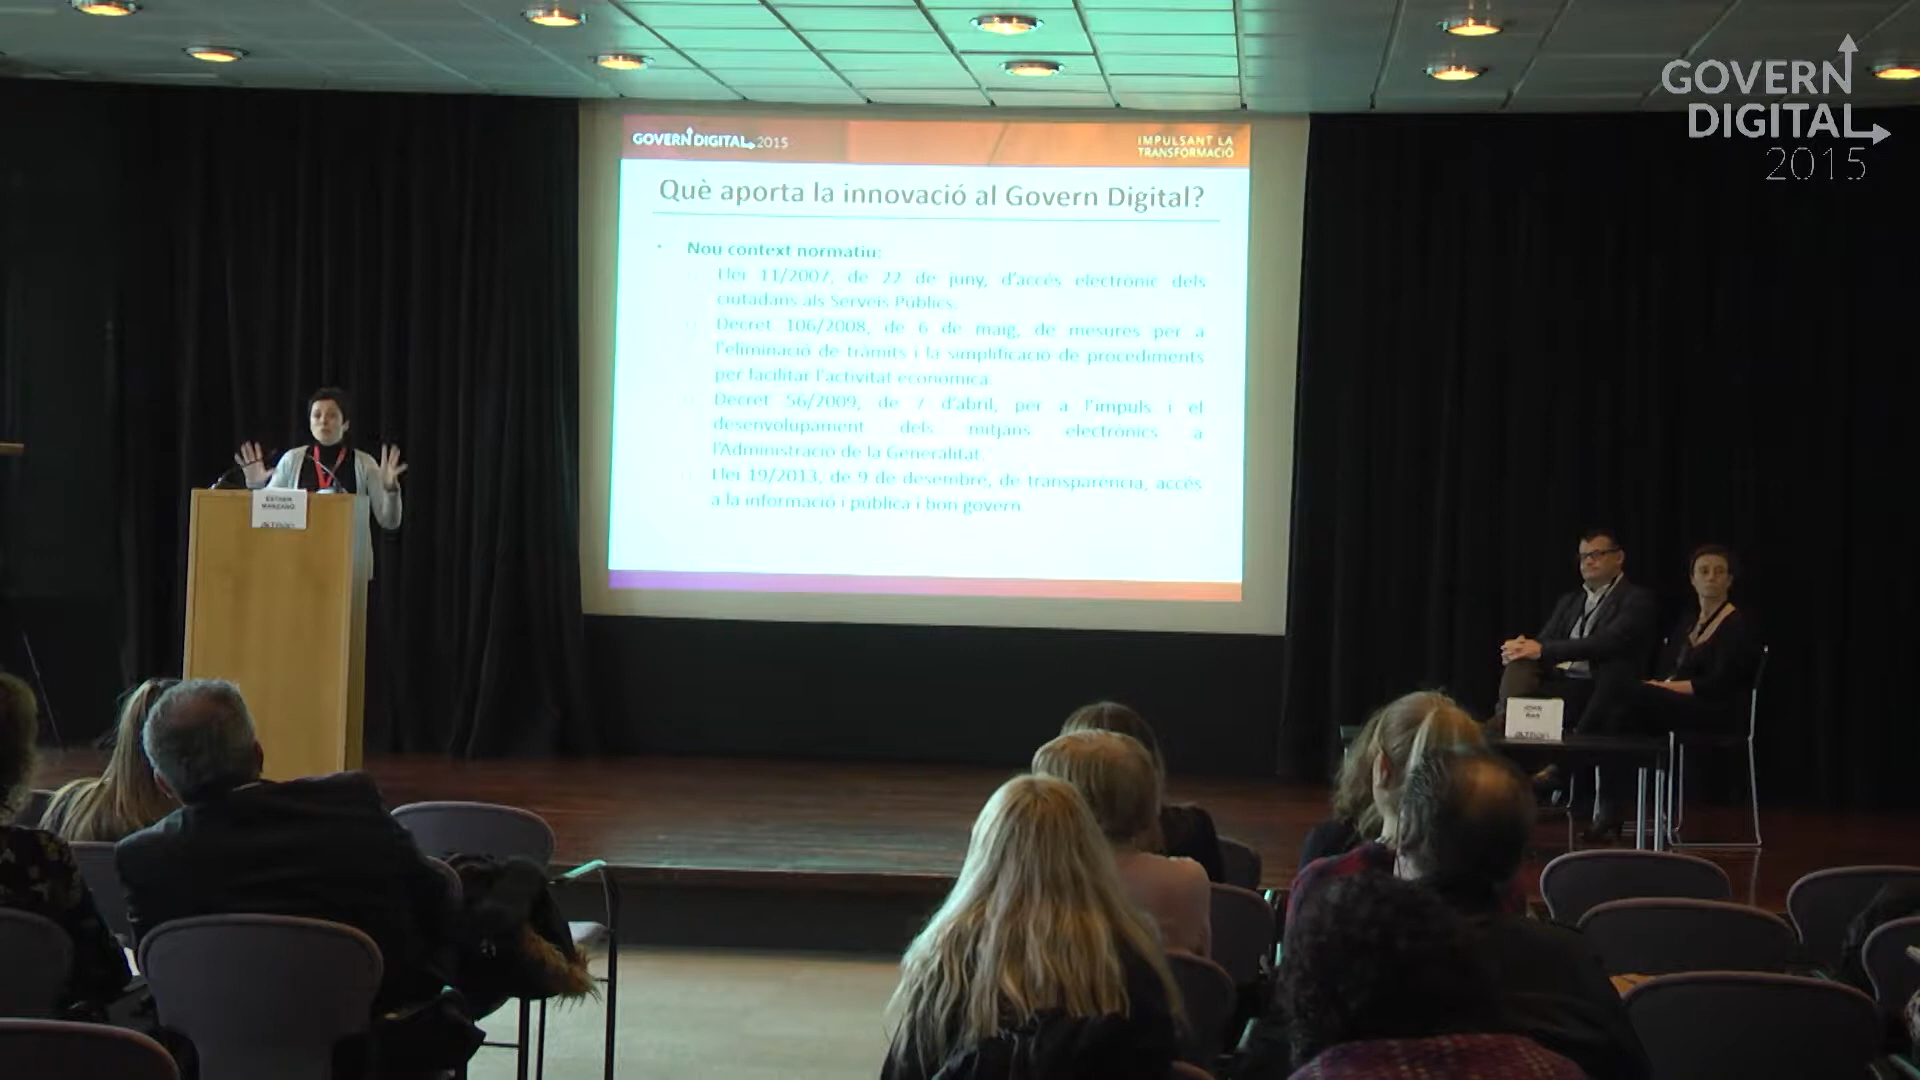 GOVERN
DIGITAL
2015
GOVERN DIGITAL 2015
IMPULSANT LA
TRANSFORMACIÓ
Què aporta la innovació al Govern Digital?
• Nou context normatiu:
Llei 11/2007, de 22 de juny, d'accés electrònic dels
ciutadans als Serveis Públics.
Decret 106/2008, de 6 de maig, de mesures per a
l'eliminació de tràmits i la simplificació de procediments
per facilitar l'activitat econòmica.
Decret 56/2009, de 7 d'abril, per a l'impuls i el
desenvolupament dels mitjans electrònics a
l'Administració de la Generalitat.
Llei 19/2013, de 9 de desembre, de transparència, accés
a la informació i pública i bon govern.
ESTHER
MANZANO
altran
altran